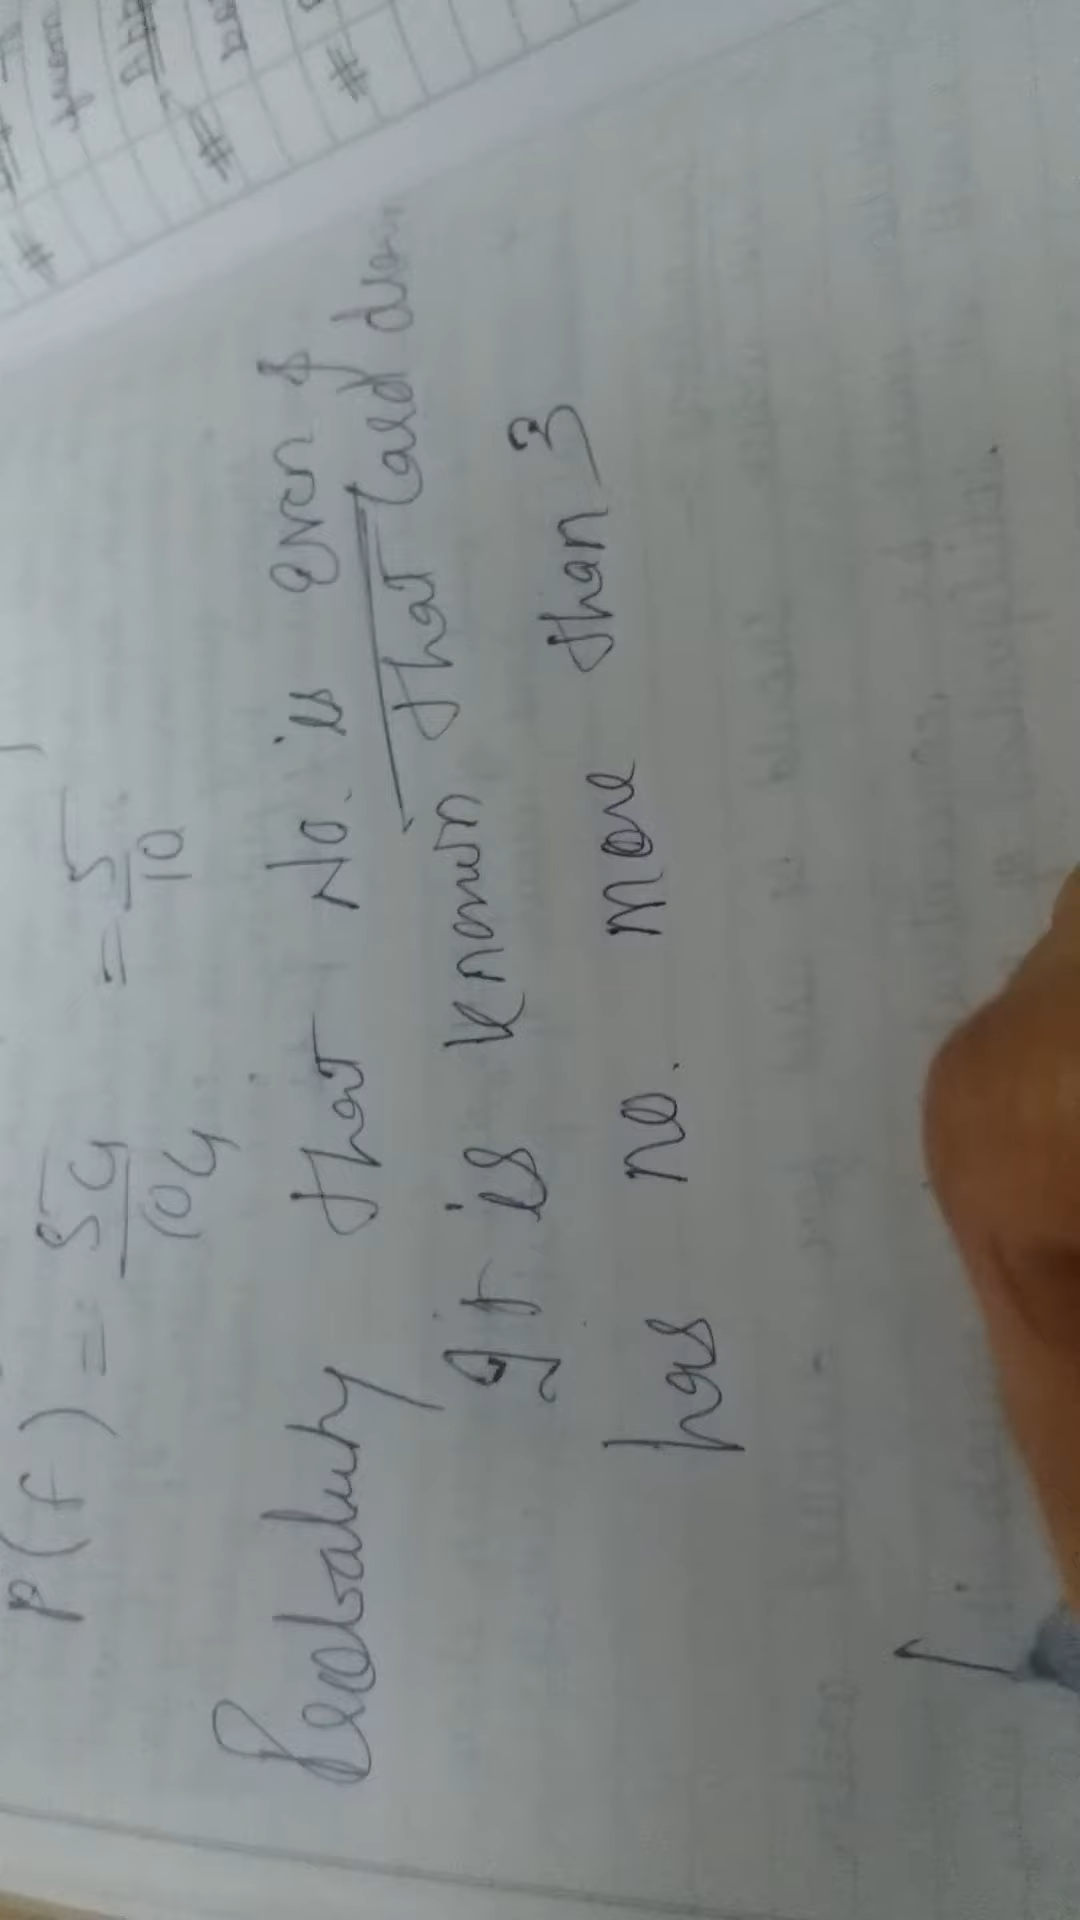 P(f) = 5C4 / 10C4 = 5/10
Probability that No. is even if
It is known that card drawn
has no. more than 3
#
#
#